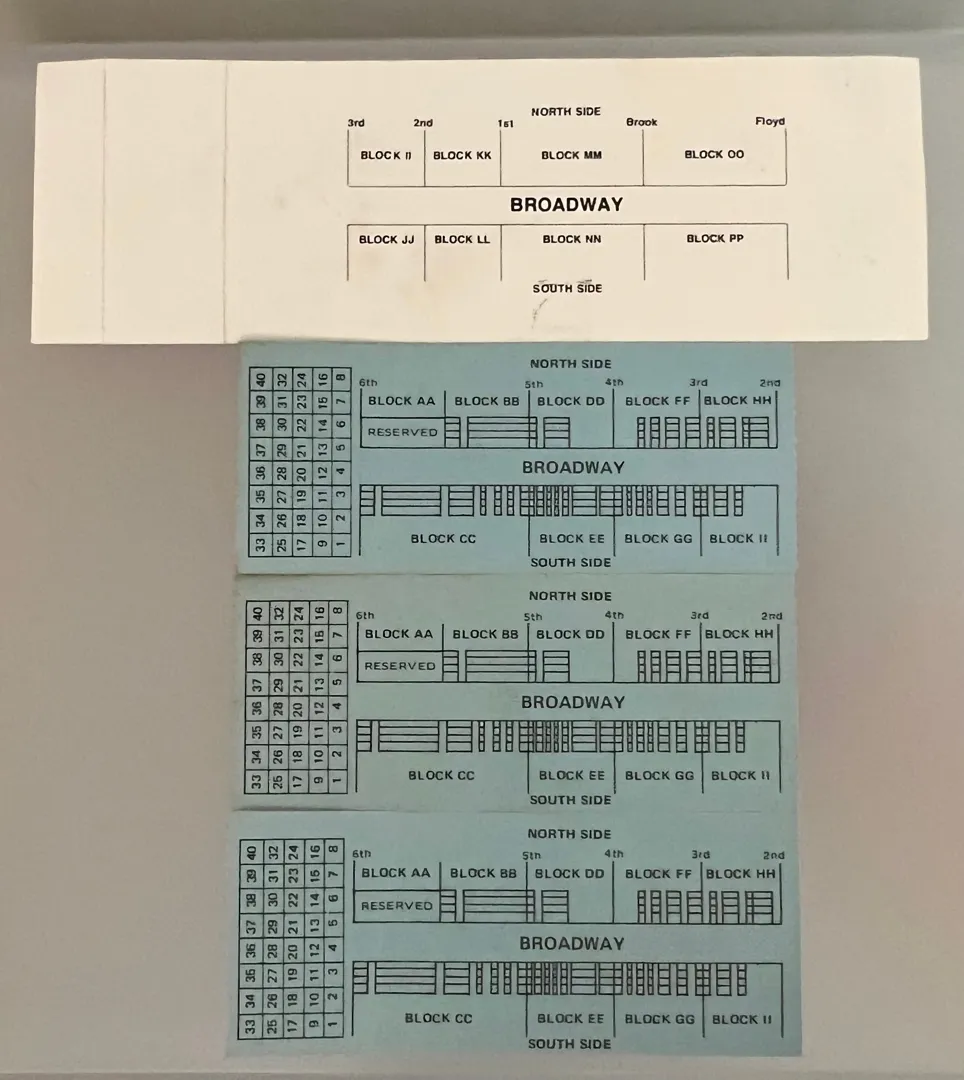 NORTH SIDE
3rd 2nd 1st Brook Floyd
BLOCK II BLOCK KK BLOCK MM BLOCK OO
BROADWAY
BLOCK JJ BLOCK LL BLOCK NN BLOCK PP
SOUTH SIDE
40 32 24 16 8
39 31 23 15 7
38 30 22 14 6
37 29 21 13 5
36 28 20 12 4
35 27 19 11 3
34 26 18 10 2
33 25 17 9 1
NORTH SIDE
6th 5th 4th 3rd 2nd
BLOCK AA BLOCK BB BLOCK DD BLOCK FF BLOCK HH
RESERVED
BROADWAY
BLOCK CC BLOCK EE BLOCK GG BLOCK II
SOUTH SIDE
40 32 24 16 8
39 31 23 15 7
38 30 22 14 6
37 29 21 13 5
36 28 20 12 4
35 27 19 11 3
34 26 18 10 2
33 25 17 9 1
NORTH SIDE
6th 5th 4th 3rd 2nd
BLOCK AA BLOCK BB BLOCK DD BLOCK FF BLOCK HH
RESERVED
BROADWAY
BLOCK CC BLOCK EE BLOCK GG BLOCK II
SOUTH SIDE
40 32 24 16 8
39 31 23 15 7
38 30 22 14 6
37 29 21 13 5
36 28 20 12 4
35 27 19 11 3
34 26 18 10 2
33 25 17 9 1
NORTH SIDE
6th 5th 4th 3rd 2nd
BLOCK AA BLOCK BB BLOCK DD BLOCK FF BLOCK HH
RESERVED
BROADWAY
BLOCK CC BLOCK EE BLOCK GG BLOCK II
SOUTH SIDE